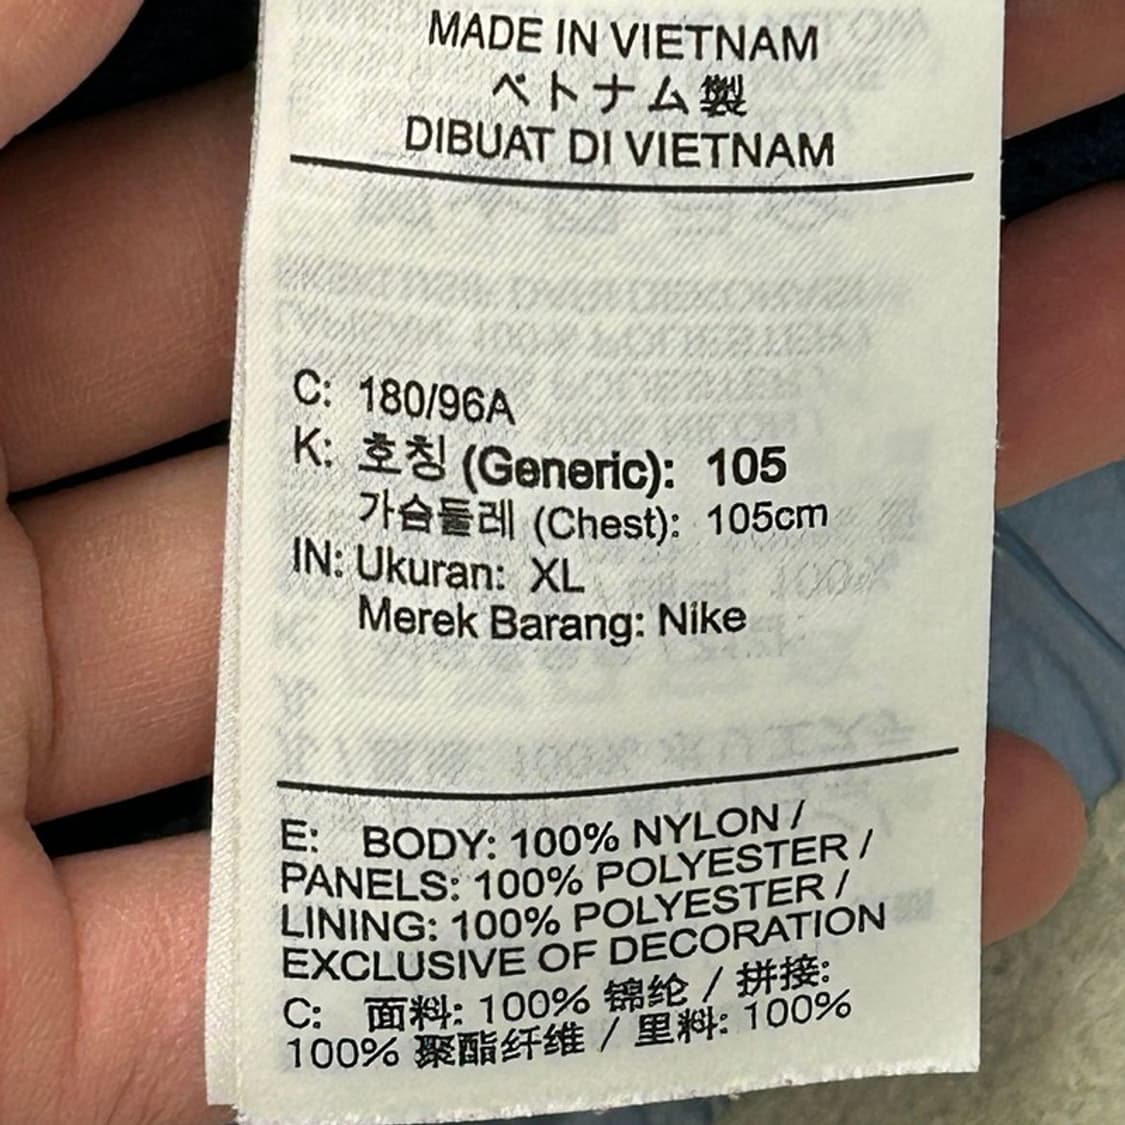 MADE IN VIETNAM
ベトナム製
DIBUAT DI VIETNAM
C: 180/96A
K: 호칭 (Generic): 105
가슴둘레 (Chest): 105cm
IN: Ukuran: XL
Merek Barang: Nike
E: BODY: 100% NYLON /
PANELS: 100% POLYESTER /
LINING: 100% POLYESTER /
EXCLUSIVE OF DECORATION
C: 面料: 100% 锦纶 / 拼接:
100% 聚酯纤维 / 里料: 100%